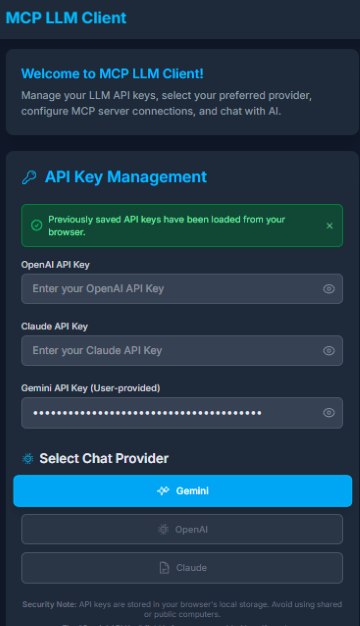 MCP LLM Client
Welcome to MCP LLM Client!
Manage your LLM API keys, select your preferred provider,
configure MCP server connections, and chat with AI.
API Key Management
Previously saved API keys have been loaded from your
browser.
OpenAI API Key
Enter your OpenAI API Key
Claude API Key
Enter your Claude API Key
Gemini API Key (User-provided)
••••••••••••••••••••••••••••••••••••••••
Select Chat Provider
Gemini
OpenAI
Claude
Security Note: API keys are stored in your browser's local storage. Avoid using shared
or public computers.